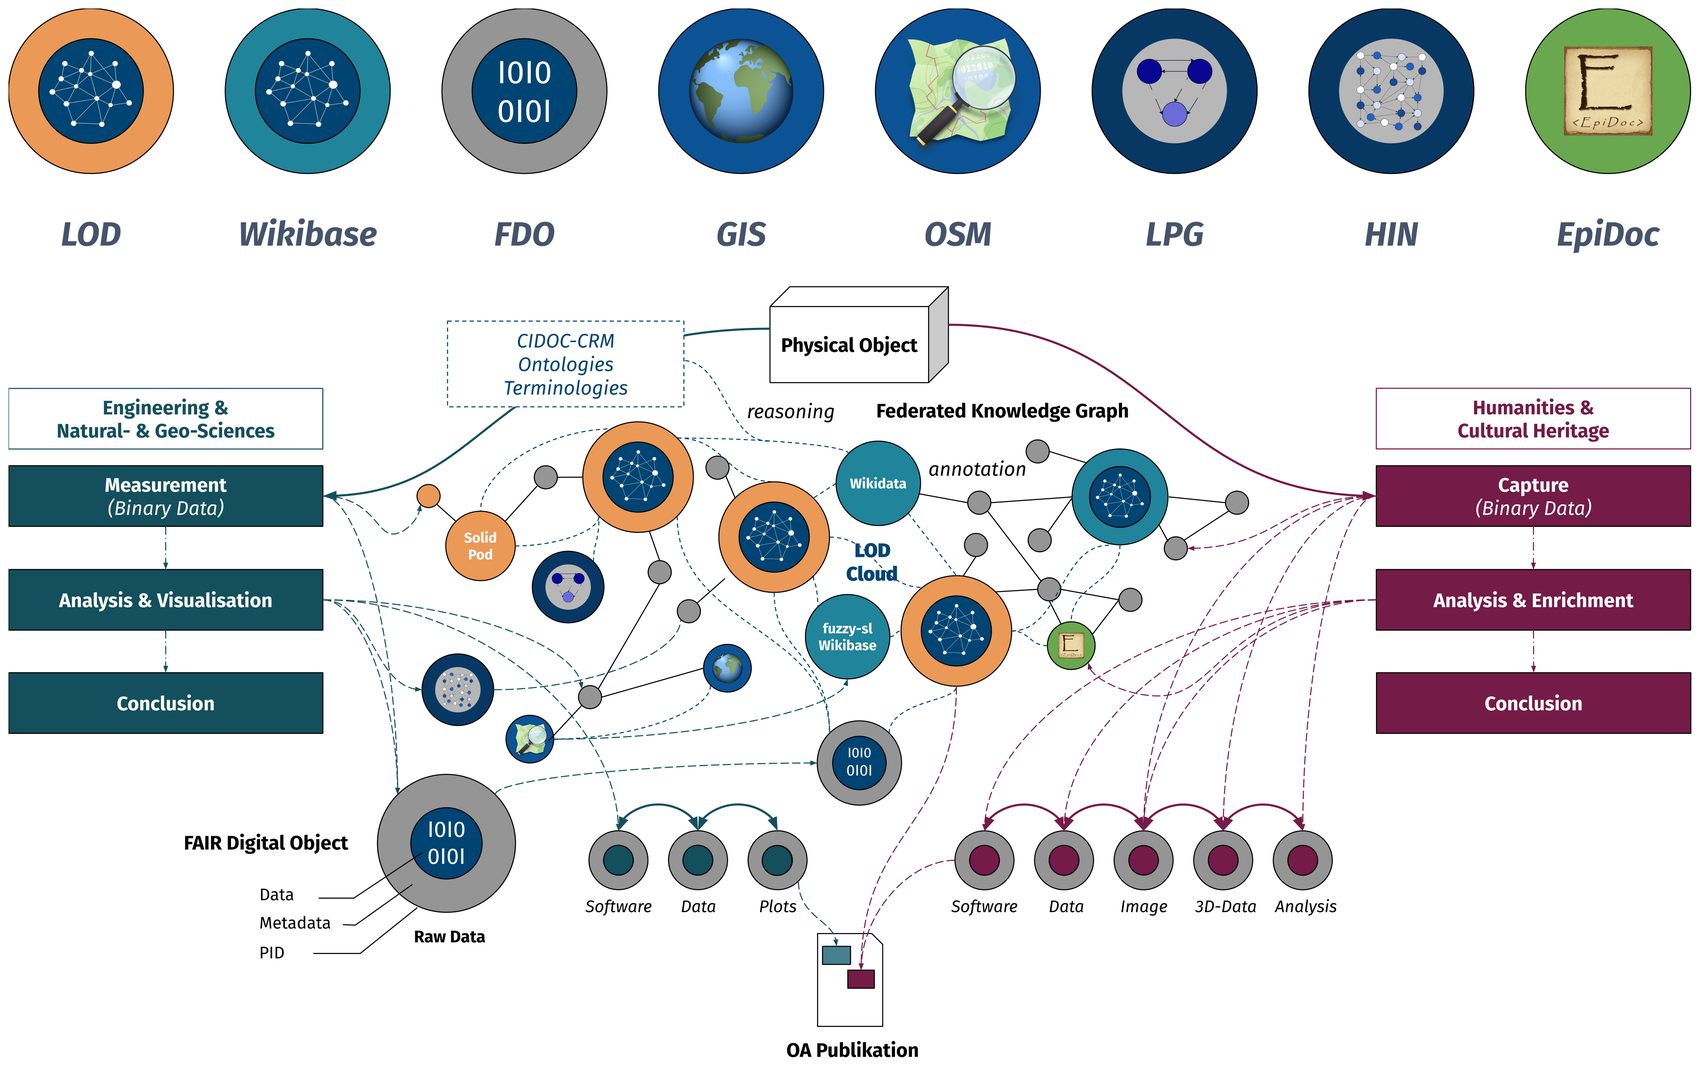 1010
0101
011010
E
<EpiDoc>
LOD
Wikibase
FDO
GIS
OSM
LPG
HIN
EpiDoc
Physical Object
CIDOC-CRM
Ontologies
Terminologies
reasoning
Federated Knowledge Graph
annotation
Engineering &
Natural- & Geo-Sciences
Measurement
(Binary Data)
Analysis & Visualisation
Conclusion
Humanities &
Cultural Heritage
Capture
(Binary Data)
Analysis & Enrichment
Conclusion
Solid
Pod
Wikidata
LOD
Cloud
fuzzy-sl
Wikibase
E
1010
0101
FAIR Digital Object
1010
0101
Data
Metadata
PID
Raw Data
Software
Data
Plots
Software
Data
Image
3D-Data
Analysis
OA Publikation